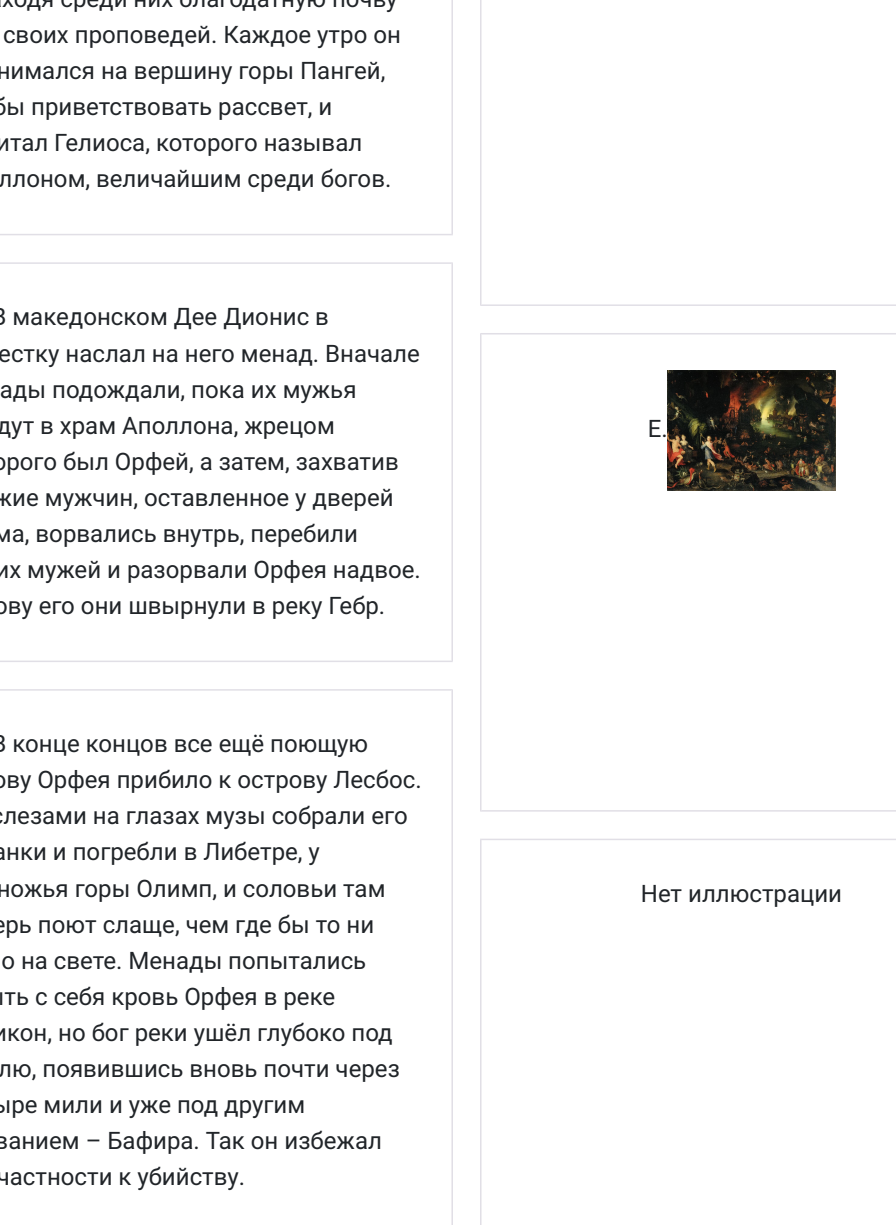 ходя среди них благодатную почву
своих проповедей. Каждое утро он
нимался на вершину горы Пангей,
бы приветствовать рассвет, и
итал Гелиоса, которого называл
ллоном, величайшим среди богов.
В македонском Дее Дионис в
естку наслал на него менад. Вначале
ады подождали, пока их мужья
дут в храм Аполлона, жрецом
орого был Орфей, а затем, захватив
жие мужчин, оставленное у дверей
ма, ворвались внутрь, перебили
их мужей и разорвали Орфея надвое.
ову его они швырнули в реку Гебр.
В конце концов все ещё поющую
ову Орфея прибило к острову Лесбос.
слезами на глазах музы собрали его
анки и погребли в Либетре, у
ножья горы Олимп, и соловьи там
ерь поют слаще, чем где бы то ни
о на свете. Менады попытались
ть с себя кровь Орфея в реке
икон, но бог реки ушёл глубоко под
лю, появившись вновь почти через
ыре мили и уже под другим
ванием – Бафира. Так он избежал
частности к убийству.
Е.
Нет иллюстрации